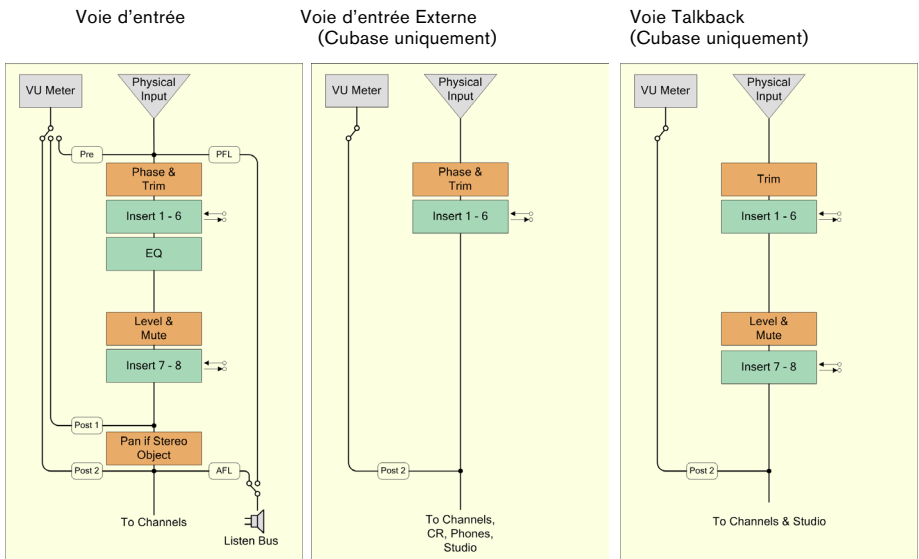 Voie d'entrée
Voie d'entrée Externe
(Cubase uniquement)
Voie Talkback
(Cubase uniquement)
VU Meter
Physical
Input
Pre
PFL
Phase &
Trim
Insert 1 - 6
EQ
Level &
Mute
Insert 7 - 8
Post 1
Pan if Stereo
Object
Post 2
AFL
To Channels
Listen Bus
VU Meter
Physical
Input
Phase &
Trim
Insert 1 - 6
Post 2
To Channels,
CR, Phones,
Studio
VU Meter
Physical
Input
Trim
Insert 1 - 6
Level &
Mute
Insert 7 - 8
Post 2
To Channels & Studio